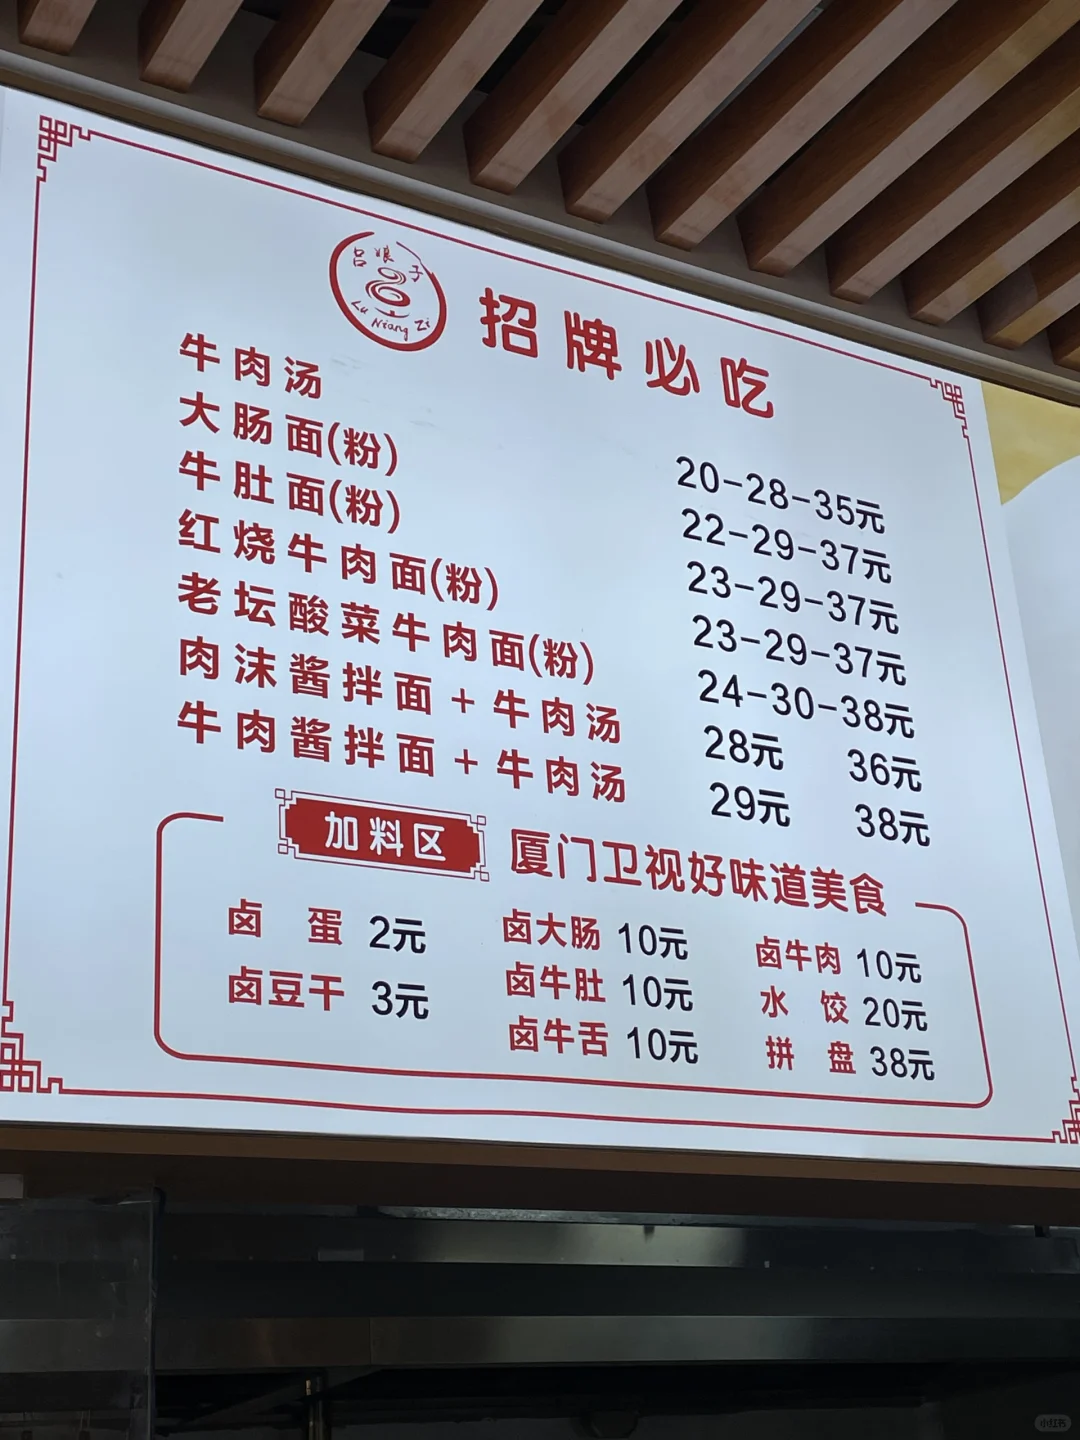 吕娘子
Lu Niang Zi
招牌必吃
牛肉汤 20-28-35元
大肠面(粉) 22-29-37元
牛肚面(粉) 23-29-37元
红烧牛肉面(粉) 23-29-37元
老坛酸菜牛肉面(粉) 24-30-38元
肉沫酱拌面+牛肉汤 28元 36元
牛肉酱拌面+牛肉汤 29元 38元
加料区 厦门卫视好味道美食
卤蛋 2元 卤大肠 10元 卤牛肉 10元
卤豆干 3元 卤牛肚 10元 水饺 20元
卤牛舌 10元 拼盘 38元
小红书